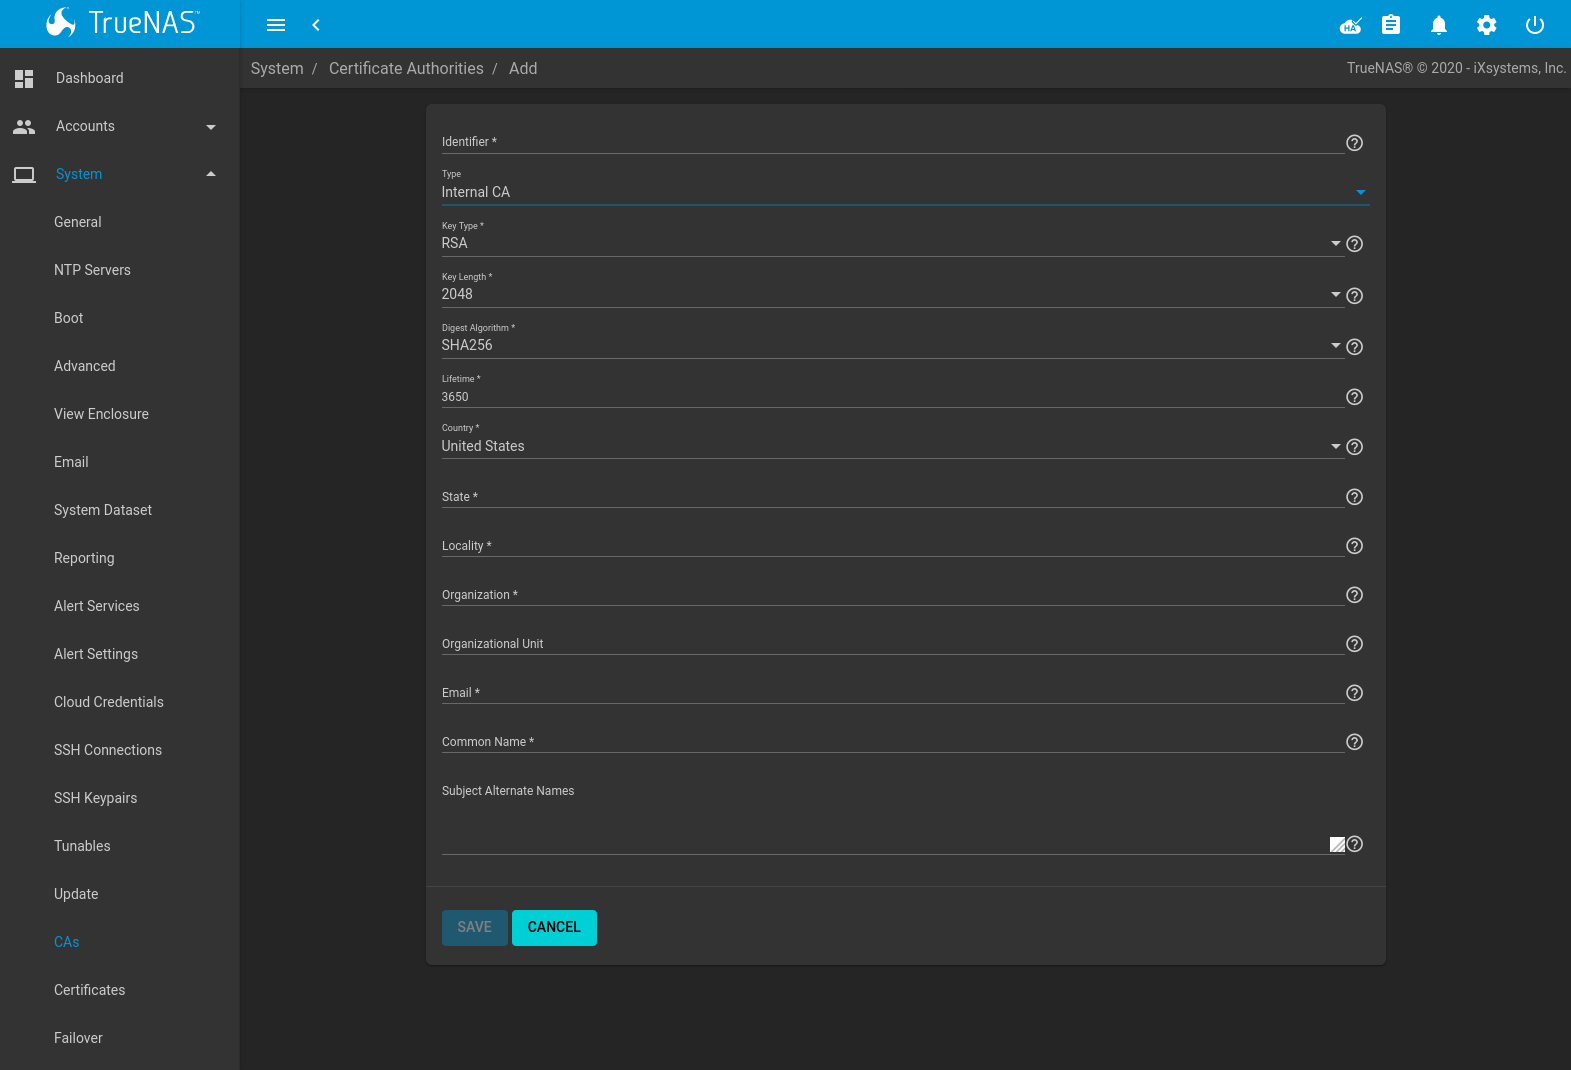 TrueNAS™
HA
System / Certificate Authorities / Add
TrueNAS® © 2020 - iXsystems, Inc.
Dashboard
Accounts
System
General
NTP Servers
Boot
Advanced
View Enclosure
Email
System Dataset
Reporting
Alert Services
Alert Settings
Cloud Credentials
SSH Connections
SSH Keypairs
Tunables
Update
CAs
Certificates
Failover
Identifier *
Type
Internal CA
Key Type *
RSA
Key Length *
2048
Digest Algorithm *
SHA256
Lifetime *
3650
Country *
United States
State *
Locality *
Organization *
Organizational Unit
Email *
Common Name *
Subject Alternate Names
SAVE CANCEL